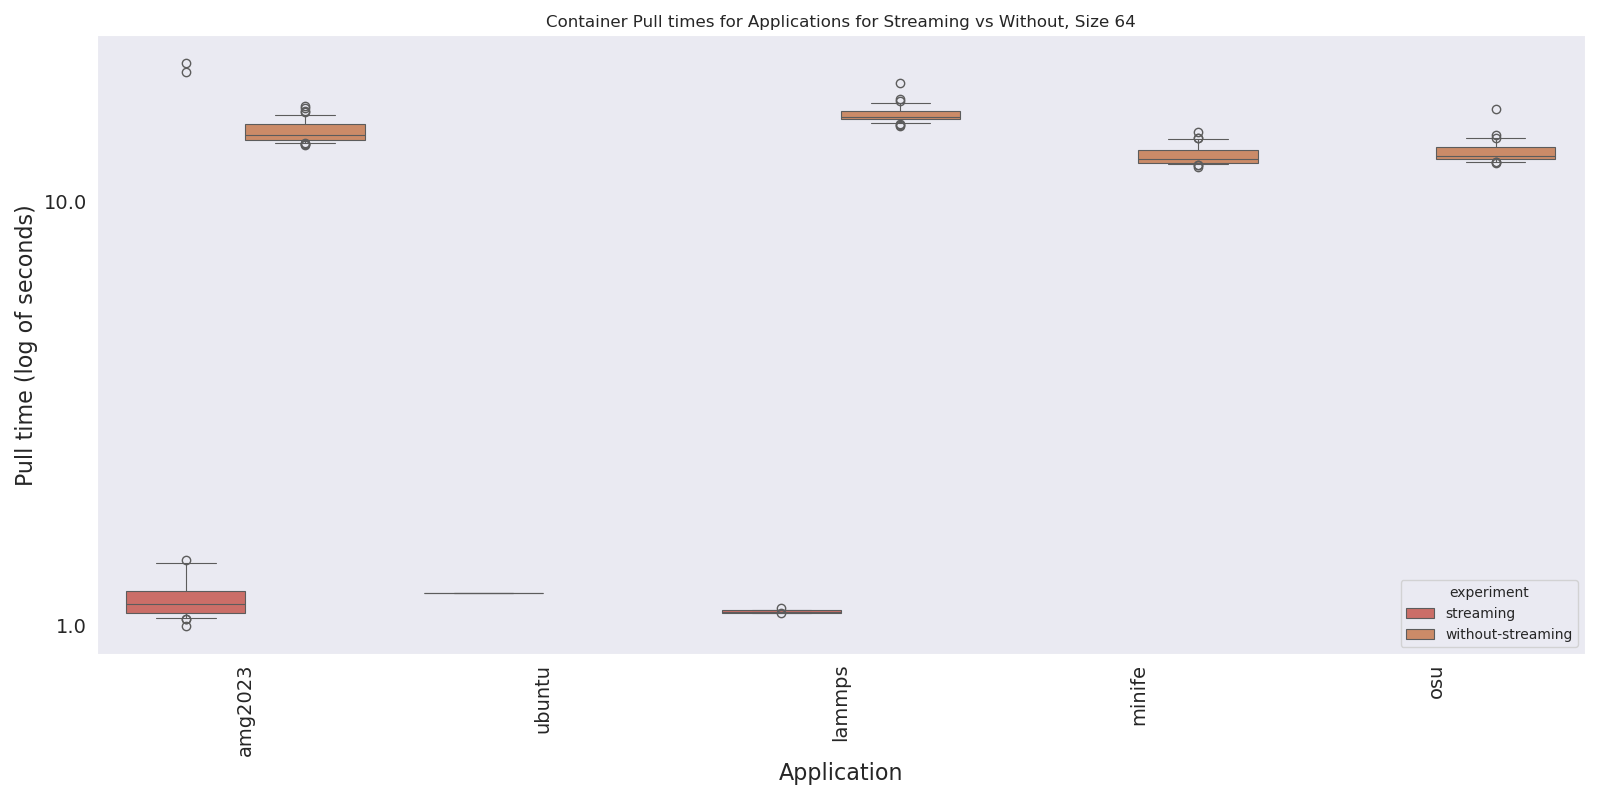 Container Pull times for Applications for Streaming vs Without, Size 64
Pull time (log of seconds)
10.0
1.0
experiment
streaming
without-streaming
amg2023
ubuntu
lammps
minife
osu
Application